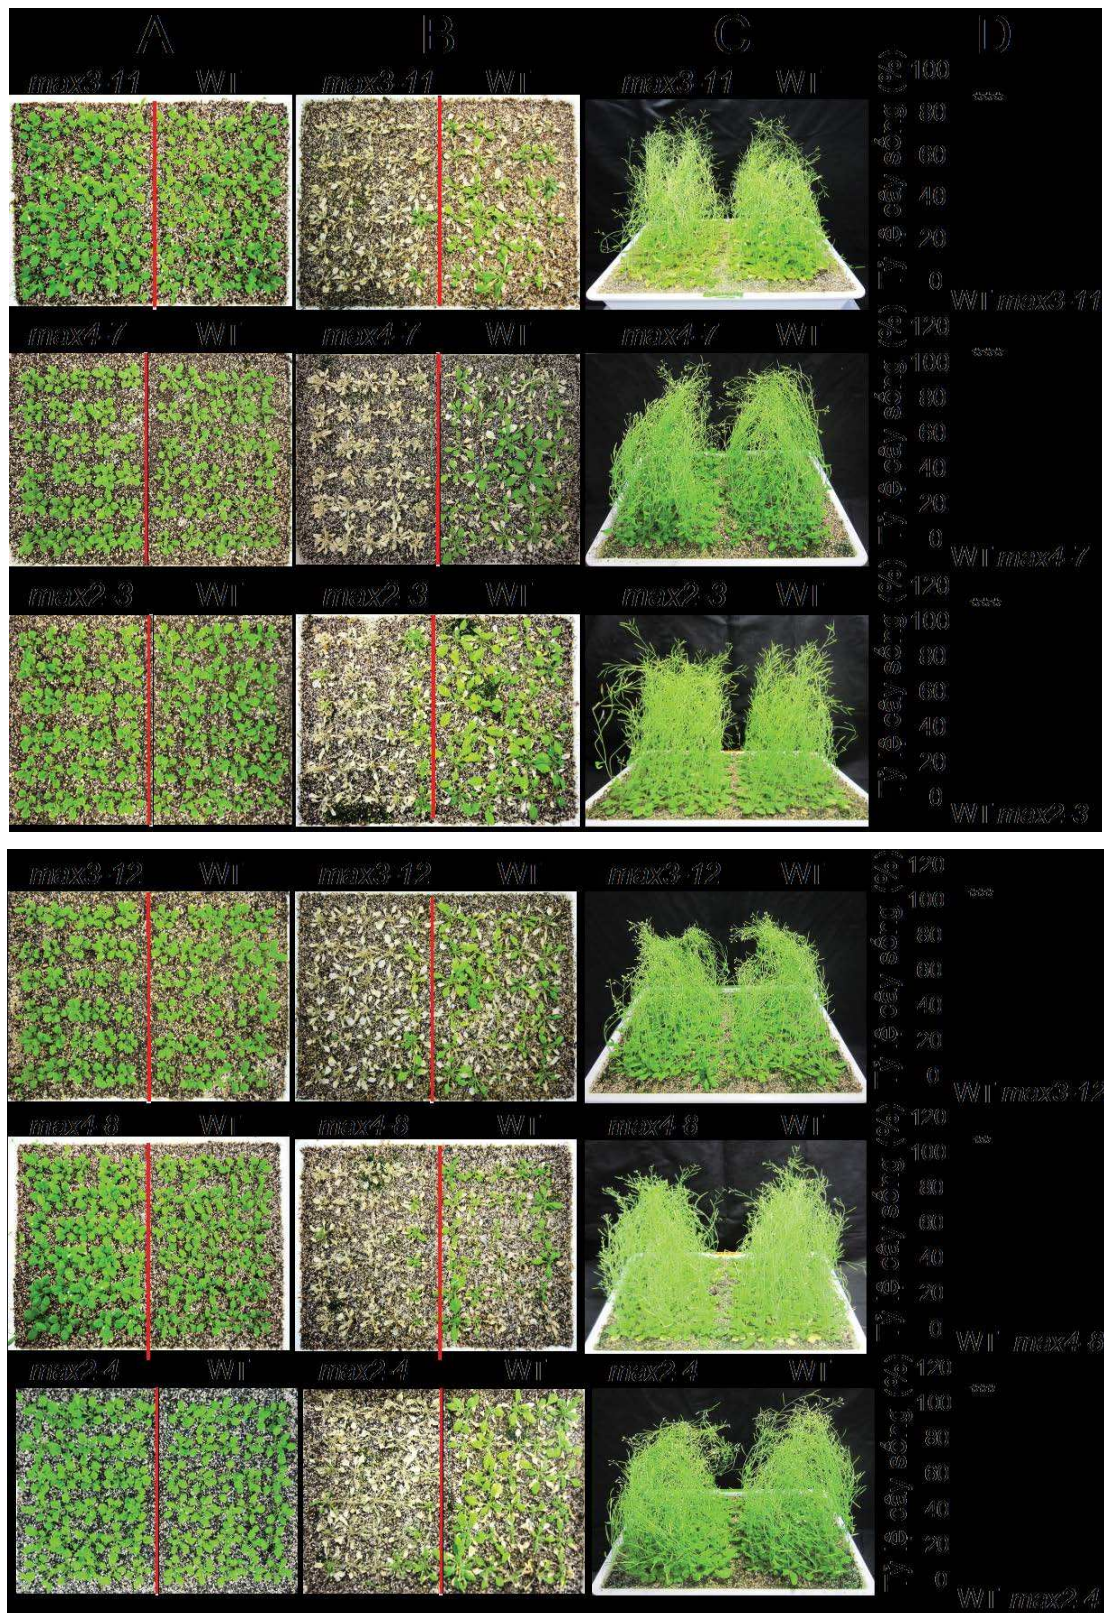 A B C D
max3-11 WT max3-11 WT max3-11 WT
Tỷ lệ cây sống (%)
100
***
80
60
40
20
0
WT max3-11
max4-7 WT max4-7 WT max4-7 WT
Tỷ lệ cây sống (%)
120
***
100
80
60
40
20
0
WT max4-7
max2-3 WT max2-3 WT max2-3 WT
Tỷ lệ cây sống (%)
120
***
100
80
60
40
20
0
WT max2-3
max3-12 WT max3-12 WT max3-12 WT
Tỷ lệ cây sống (%)
120
***
100
80
60
40
20
0
WT max3-12
max4-8 WT max4-8 WT max4-8 WT
Tỷ lệ cây sống (%)
120
**
100
80
60
40
20
0
WT max4-8
max2-4 WT max2-4 WT max2-4 WT
Tỷ lệ cây sống (%)
120
***
100
80
60
40
20
0
WT max2-4